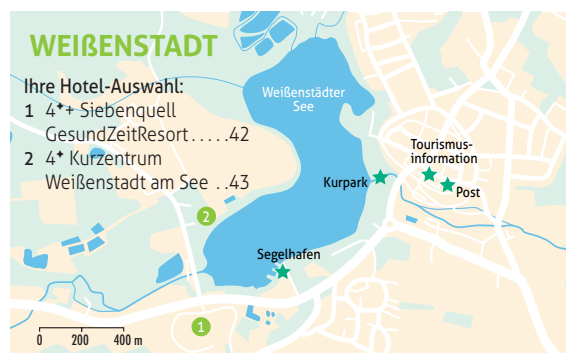 WEIßENSTADT
Ihre Hotel-Auswahl:
1 4✦+ Siebenquell
GesundZeitResort.....42
2 4✦ Kurzentrum
Weißenstadt am See ..43
Weißenstädter
See
Tourismus-
information
Kurpark
Post
2
Segelhafen
1
0 200 400 m